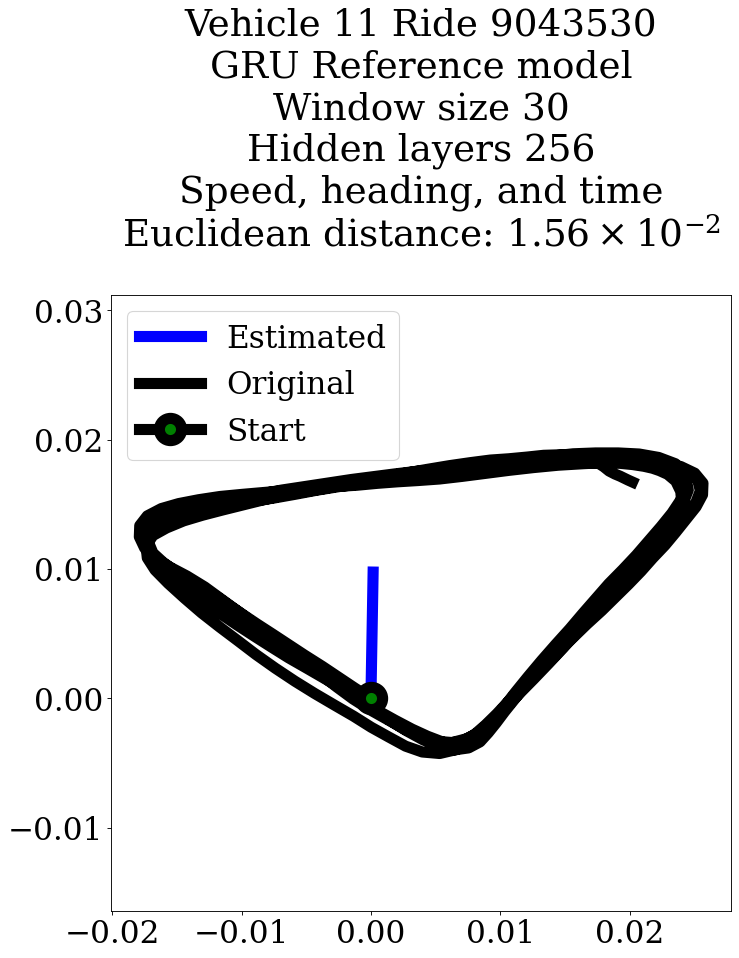 Vehicle 11 Ride 9043530
GRU Reference model
Window size 30
Hidden layers 256
Speed, heading, and time
Euclidean distance: 1.56 × 10⁻²
0.03
0.02
0.01
0.00
−0.01
Estimated
Original
Start
−0.02 −0.01 0.00 0.01 0.02